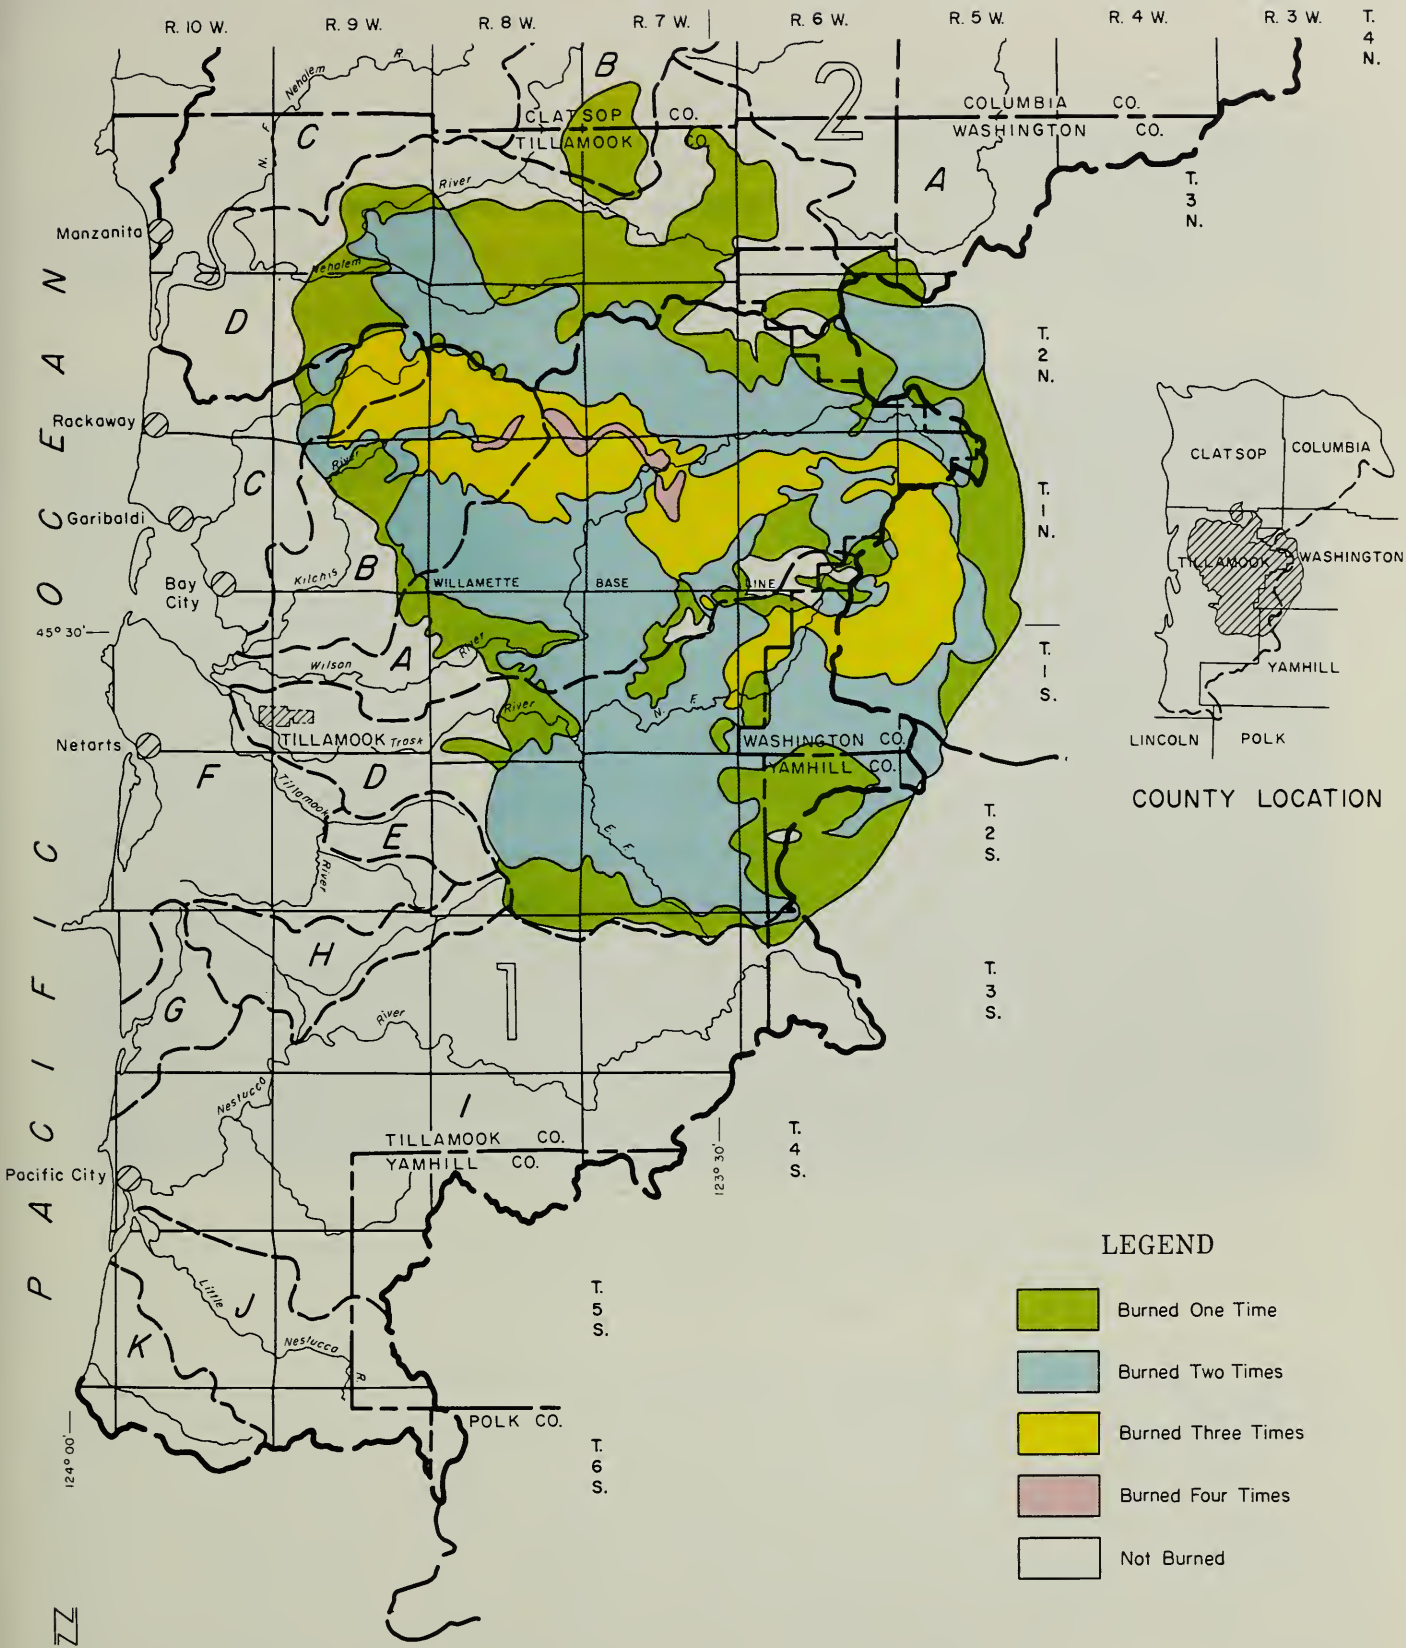 R. 10 W. R. 9 W. R. 8 W. R. 7 W. R. 6 W. R. 5 W. R. 4 W. R. 3 W.
T.
4
N.
Nehalem R.
B
2
CLATSOP CO.
TILLAMOOK CO.
COLUMBIA CO.
WASHINGTON CO.
C
N. F.
A
River
T.
3
N.
Manzanita
Nehalem
D
T.
2
N.
Rockaway
River
C
Garibaldi
T.
1
N.
B
Kilchis
Bay
City
WILLAMETTE BASE LINE
45° 30'
A
River
Wilson
T.
1
S.
River
N. F.
TILLAMOOK Trask
Netarts
WASHINGTON CO.
YAMHILL CO.
F
D
Tillamook
River
E
E. F.
T.
2
S.
H
1
G
River
T.
3
S.
Nestucca
I
TILLAMOOK CO.
YAMHILL CO.
123° 30'
T.
4
S.
Pacific City
Little
Nestucca
R.
J
K
T.
5
S.
POLK CO.
124° 00'
T.
6
S.
PACIFIC OCEAN
CLATSOP
COLUMBIA
TILLAMOOK
WASHINGTON
YAMHILL
LINCOLN
POLK
COUNTY LOCATION
LEGEND
Burned One Time
Burned Two Times
Burned Three Times
Burned Four Times
Not Burned